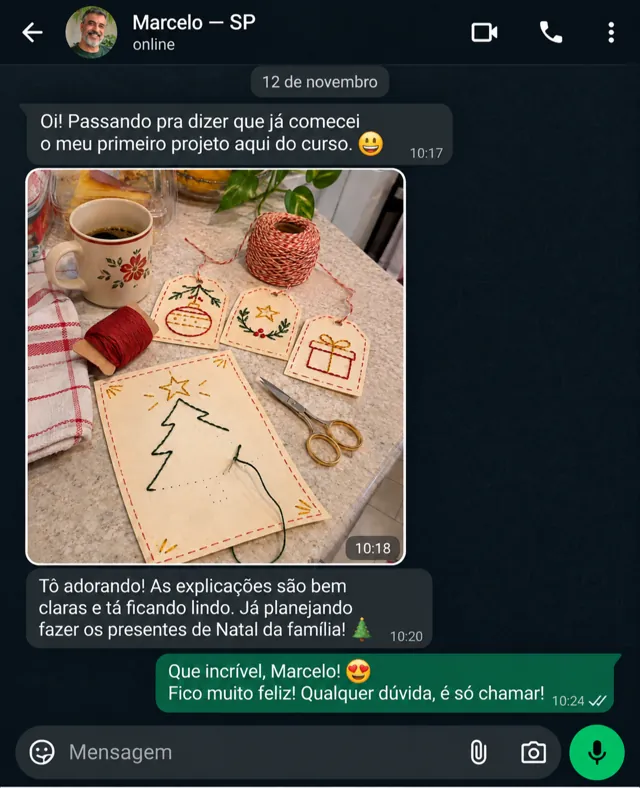 Marcelo — SP
online
12 de novembro
Oi! Passando pra dizer que já comecei
o meu primeiro projeto aqui do curso. 😃
10:17
10:18
Tô adorando! As explicações são bem
claras e tá ficando lindo. Já planejando
fazer os presentes de Natal da família! 🎄
10:20
Que incrível, Marcelo! 😍
Fico muito feliz! Qualquer dúvida, é só chamar!
10:24
Mensagem